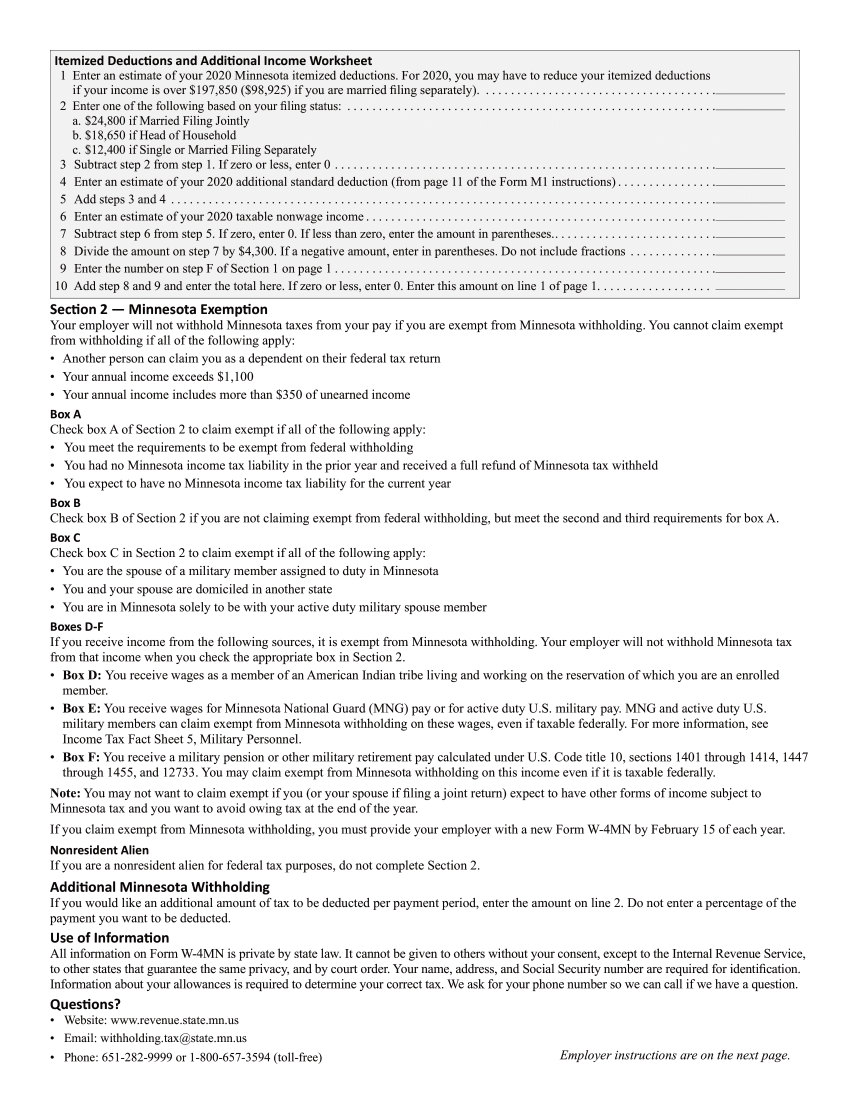 Itemized Deductions and Additional Income Worksheet
1 Enter an estimate of your 2020 Minnesota itemized deductions. For 2020, you may have to reduce your itemized deductions
if your income is over $197,850 ($98,925) if you are married filing separately).
2 Enter one of the following based on your filing status:
a. $24,800 if Married Filing Jointly
b. $18,650 if Head of Household
c. $12,400 if Single or Married Filing Separately
3 Subtract step 2 from step 1. If zero or less, enter 0
4 Enter an estimate of your 2020 additional standard deduction (from page 11 of the Form M1 instructions)
5 Add steps 3 and 4
6 Enter an estimate of your 2020 taxable nonwage income
7 Subtract step 6 from step 5. If zero, enter 0. If less than zero, enter the amount in parentheses.
8 Divide the amount on step 7 by $4,300. If a negative amount, enter in parentheses. Do not include fractions
9 Enter the number on step F of Section 1 on page 1
10 Add step 8 and 9 and enter the total here. If zero or less, enter 0. Enter this amount on line 1 of page 1.
Section 2 — Minnesota Exemption
Your employer will not withhold Minnesota taxes from your pay if you are exempt from Minnesota withholding. You cannot claim exempt
from withholding if all of the following apply:
• Another person can claim you as a dependent on their federal tax return
• Your annual income exceeds $1,100
• Your annual income includes more than $350 of unearned income
Box A
Check box A of Section 2 to claim exempt if all of the following apply:
• You meet the requirements to be exempt from federal withholding
• You had no Minnesota income tax liability in the prior year and received a full refund of Minnesota tax withheld
• You expect to have no Minnesota income tax liability for the current year
Box B
Check box B of Section 2 if you are not claiming exempt from federal withholding, but meet the second and third requirements for box A.
Box C
Check box C in Section 2 to claim exempt if all of the following apply:
• You are the spouse of a military member assigned to duty in Minnesota
• You and your spouse are domiciled in another state
• You are in Minnesota solely to be with your active duty military spouse member
Boxes D-F
If you receive income from the following sources, it is exempt from Minnesota withholding. Your employer will not withhold Minnesota tax
from that income when you check the appropriate box in Section 2.
• Box D: You receive wages as a member of an American Indian tribe living and working on the reservation of which you are an enrolled
member.
• Box E: You receive wages for Minnesota National Guard (MNG) pay or for active duty U.S. military pay. MNG and active duty U.S.
military members can claim exempt from Minnesota withholding on these wages, even if taxable federally. For more information, see
Income Tax Fact Sheet 5, Military Personnel.
• Box F: You receive a military pension or other military retirement pay calculated under U.S. Code title 10, sections 1401 through 1414, 1447
through 1455, and 12733. You may claim exempt from Minnesota withholding on this income even if it is taxable federally.
Note: You may not want to claim exempt if you (or your spouse if filing a joint return) expect to have other forms of income subject to
Minnesota tax and you want to avoid owing tax at the end of the year.
If you claim exempt from Minnesota withholding, you must provide your employer with a new Form W-4MN by February 15 of each year.
Nonresident Alien
If you are a nonresident alien for federal tax purposes, do not complete Section 2.
Additional Minnesota Withholding
If you would like an additional amount of tax to be deducted per payment period, enter the amount on line 2. Do not enter a percentage of the
payment you want to be deducted.
Use of Information
All information on Form W-4MN is private by state law. It cannot be given to others without your consent, except to the Internal Revenue Service,
to other states that guarantee the same privacy, and by court order. Your name, address, and Social Security number are required for identification.
Information about your allowances is required to determine your correct tax. We ask for your phone number so we can call if we have a question.
Questions?
• Website: www.revenue.state.mn.us
• Email: withholding.tax@state.mn.us
• Phone: 651-282-9999 or 1-800-657-3594 (toll-free)
Employer instructions are on the next page.